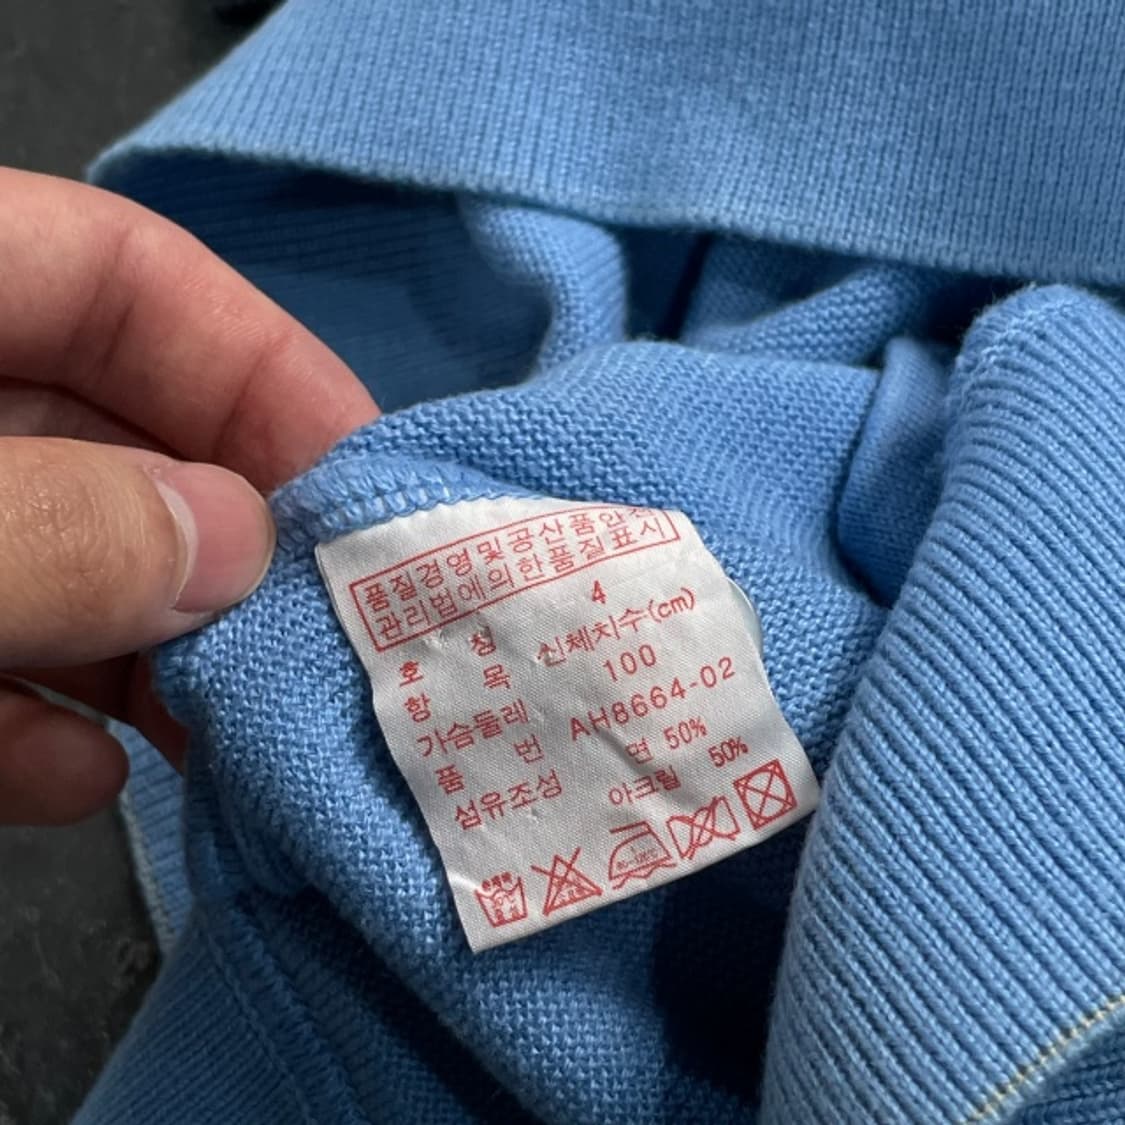 품질경영및공산품안전
관리법에의한품질표시
호 칭 4
항 목 신체치수(cm)
가슴둘레 100
품 번 AH8664-02
섬유조성 면 50%
아크릴 50%
80~120℃